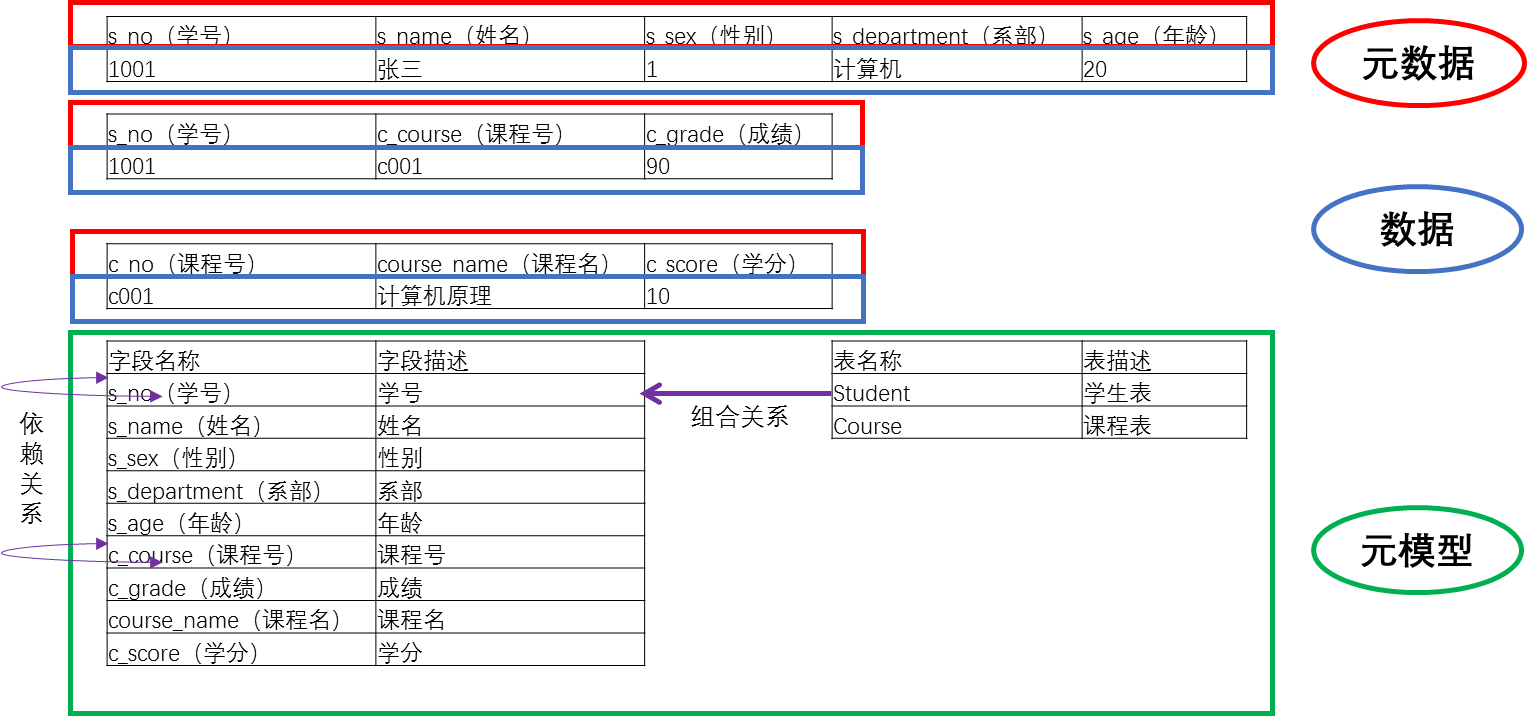 s_no（学号） s_name（姓名） s_sex（性别） s_department（系部） s_age（年龄）
1001 张三 1 计算机 20
元数据
s_no（学号） c_course（课程号） c_grade（成绩）
1001 c001 90
数据
c_no（课程号） course_name（课程名） c_score（学分）
c001 计算机原理 10
字段名称 字段描述 表名称 表描述
s_no（学号） 学号 Student 学生表
组合关系
s_name（姓名） 姓名 Course 课程表
依赖关系
s_sex（性别） 性别
s_department（系部） 系部
s_age（年龄） 年龄
c_course（课程号） 课程号
元模型
c_grade（成绩） 成绩
course_name（课程名） 课程名
c_score（学分） 学分